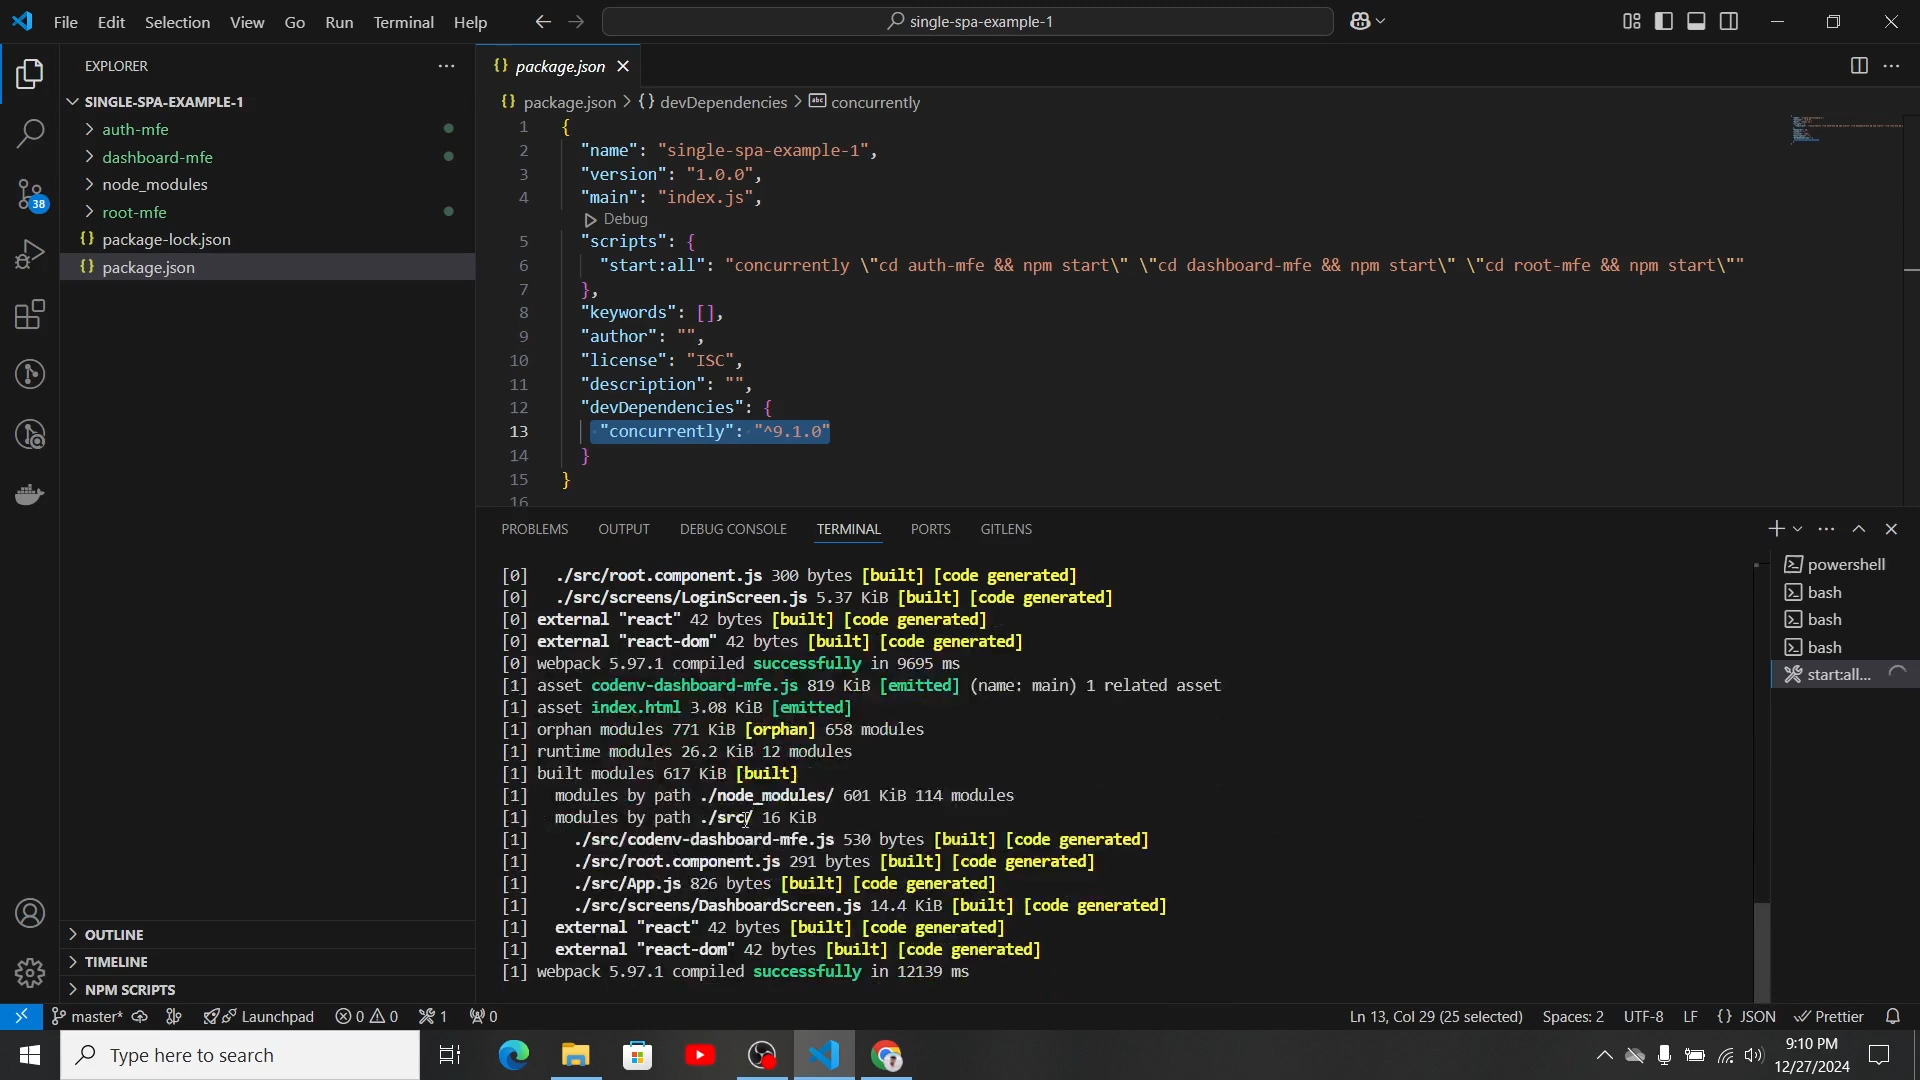 File Edit Selection View Go Run Terminal Help
single-spa-example-1
EXPLORER
SINGLE-SPA-EXAMPLE-1
auth-mfe
dashboard-mfe
node_modules
root-mfe
package-lock.json
package.json
38
OUTLINE
TIMELINE
NPM SCRIPTS
package.json
package.json > {} devDependencies > abc concurrently
1 {
2 "name": "single-spa-example-1",
3 "version": "1.0.0",
4 "main": "index.js",
Debug
5 "scripts": {
6 "start:all": "concurrently \"cd auth-mfe && npm start\" \"cd dashboard-mfe && npm start\" \"cd root-mfe && npm start\""
7 },
8 "keywords": [],
9 "author": "",
10 "license": "ISC",
11 "description": "",
12 "devDependencies": {
13 "concurrently": "^9.1.0"
14 }
15 }
16
PROBLEMS OUTPUT DEBUG CONSOLE TERMINAL PORTS GITLENS
[0] ./src/root.component.js 300 bytes [built] [code generated]
[0] ./src/screens/LoginScreen.js 5.37 KiB [built] [code generated]
[0] external "react" 42 bytes [built] [code generated]
[0] external "react-dom" 42 bytes [built] [code generated]
[0] webpack 5.97.1 compiled successfully in 9695 ms
[1] asset codenv-dashboard-mfe.js 819 KiB [emitted] (name: main) 1 related asset
[1] asset index.html 3.08 KiB [emitted]
[1] orphan modules 771 KiB [orphan] 658 modules
[1] runtime modules 26.2 KiB 12 modules
[1] built modules 617 KiB [built]
[1] modules by path ./node_modules/ 601 KiB 114 modules
[1] modules by path ./src/ 16 KiB
[1] ./src/codenv-dashboard-mfe.js 530 bytes [built] [code generated]
[1] ./src/root.component.js 291 bytes [built] [code generated]
[1] ./src/App.js 826 bytes [built] [code generated]
[1] ./src/screens/DashboardScreen.js 14.4 KiB [built] [code generated]
[1] external "react" 42 bytes [built] [code generated]
[1] external "react-dom" 42 bytes [built] [code generated]
[1] webpack 5.97.1 compiled successfully in 12139 ms
powershell
bash
bash
bash
start:all...
master* Launchpad 0 0 1 0 Ln 13, Col 29 (25 selected) Spaces: 2 UTF-8 LF {} JSON Prettier
Type here to search
9:10 PM
12/27/2024